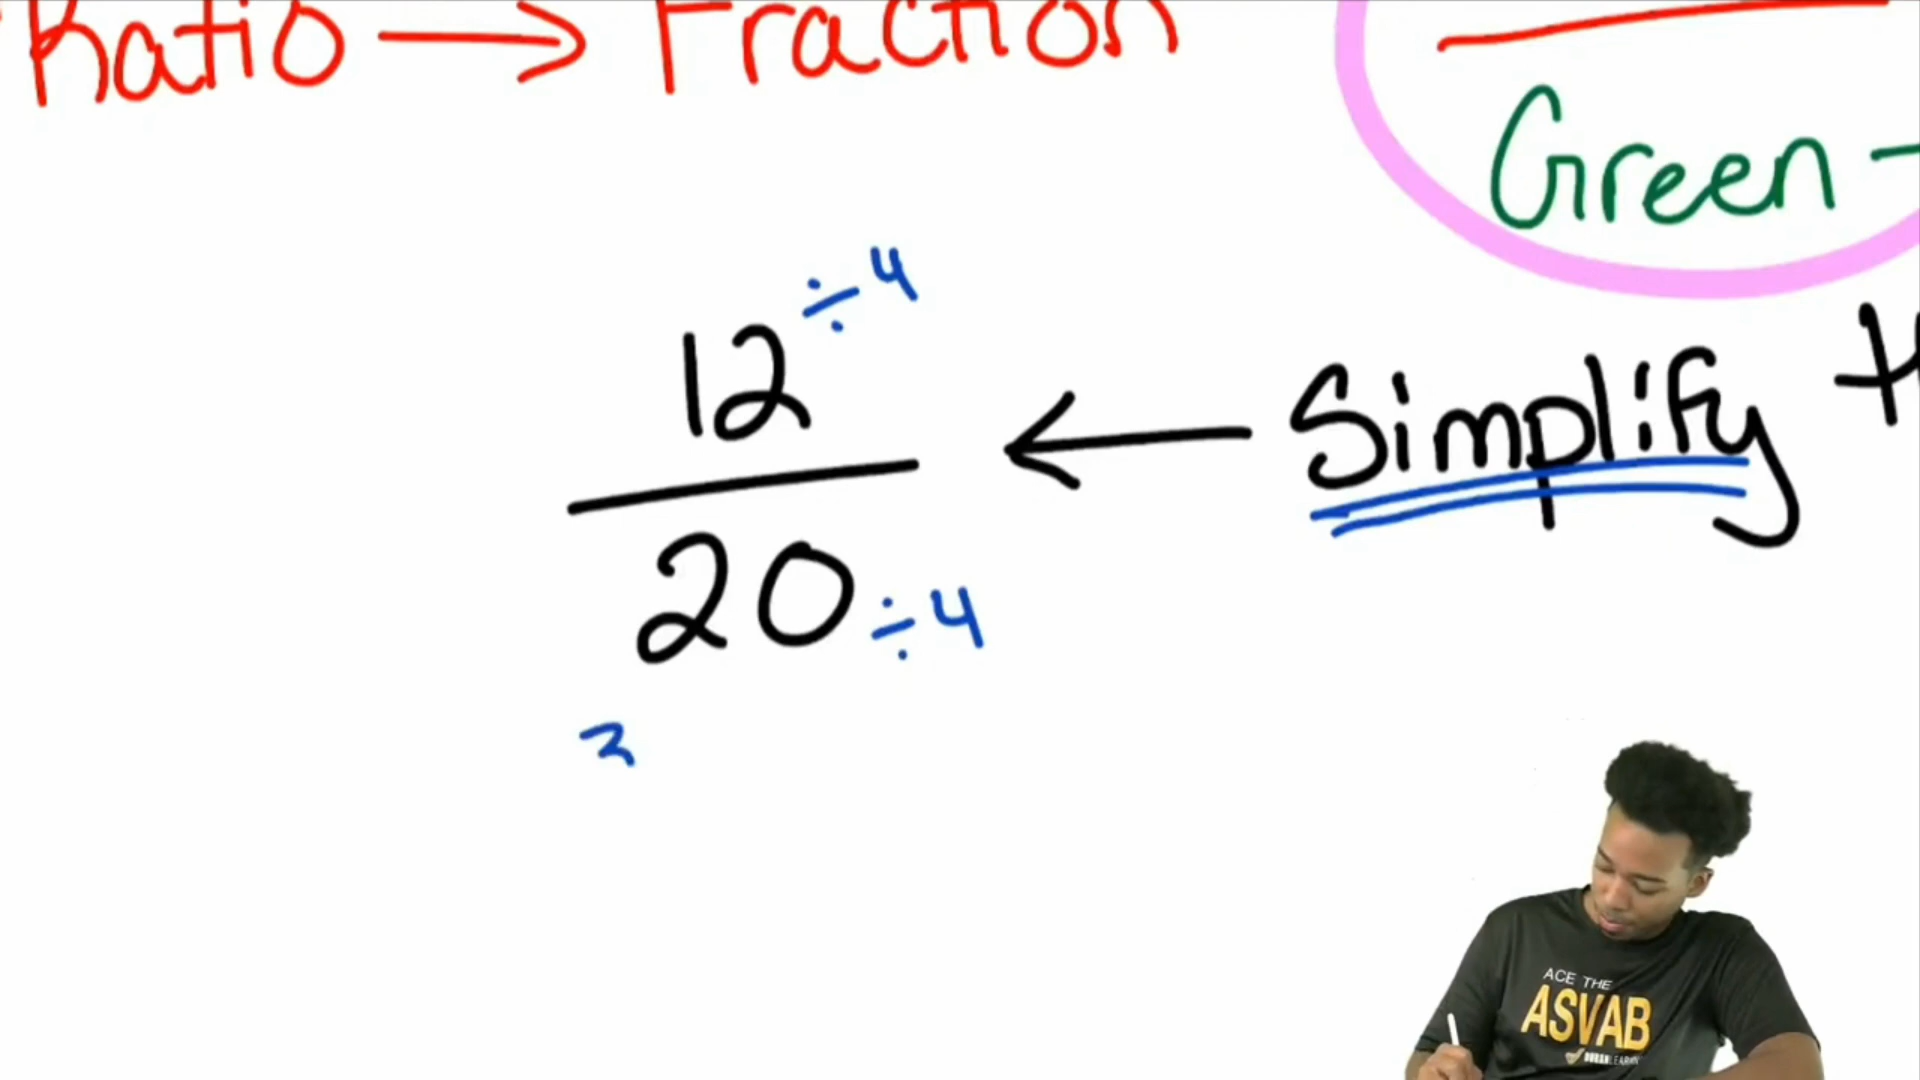 Ratio → Fraction
Green -
12 ÷ 4
20 ÷ 4
← Simplify
3
ACE THE
ASVAB